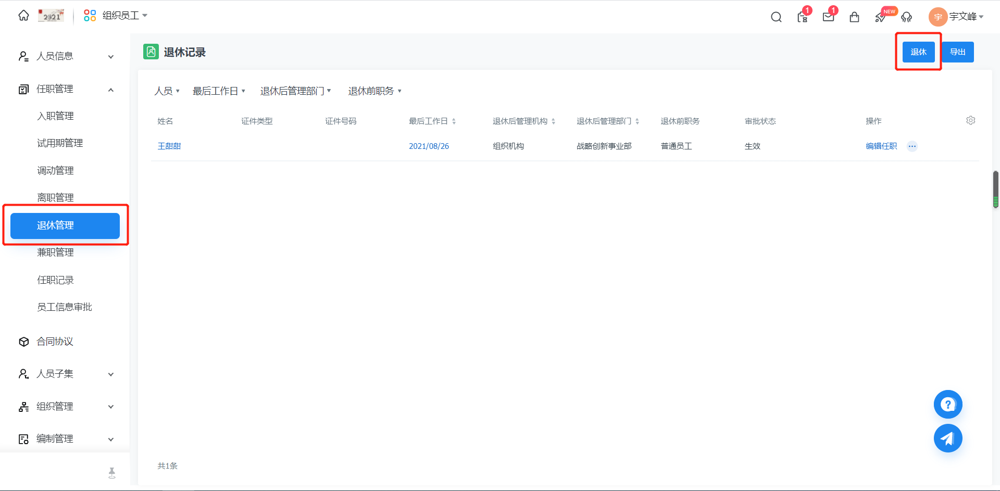 2021
组织员工
1
1
NEW
宇
宇文峰
人员信息
任职管理
入职管理
试用期管理
调动管理
离职管理
退休管理
兼职管理
任职记录
员工信息审批
合同协议
人员子集
组织管理
编制管理
退休记录
退休
导出
人员 最后工作日 退休后管理部门 退休前职务
姓名 证件类型 证件号码 最后工作日 退休后管理机构 退休后管理部门 退休前职务 审批状态 操作
王甜甜 2021/08/26 组织机构 战略创新事业部 普通员工 生效 编辑任职 ···
?
共1条